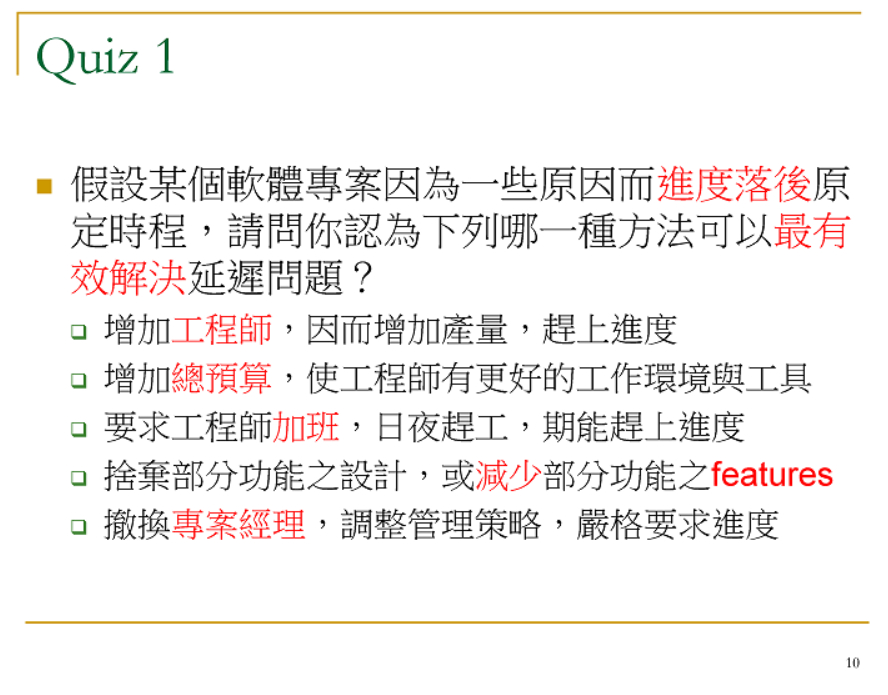 Quiz 1
假設某個軟體專案因為一些原因而進度落後原
定時程，請問你認為下列哪一種方法可以最有
效解決延遲問題？
增加工程師，因而增加產量，趕上進度
增加總預算，使工程師有更好的工作環境與工具
要求工程師加班，日夜趕工，期能趕上進度
捨棄部分功能之設計，或減少部分功能之features
撤換專案經理，調整管理策略，嚴格要求進度
10